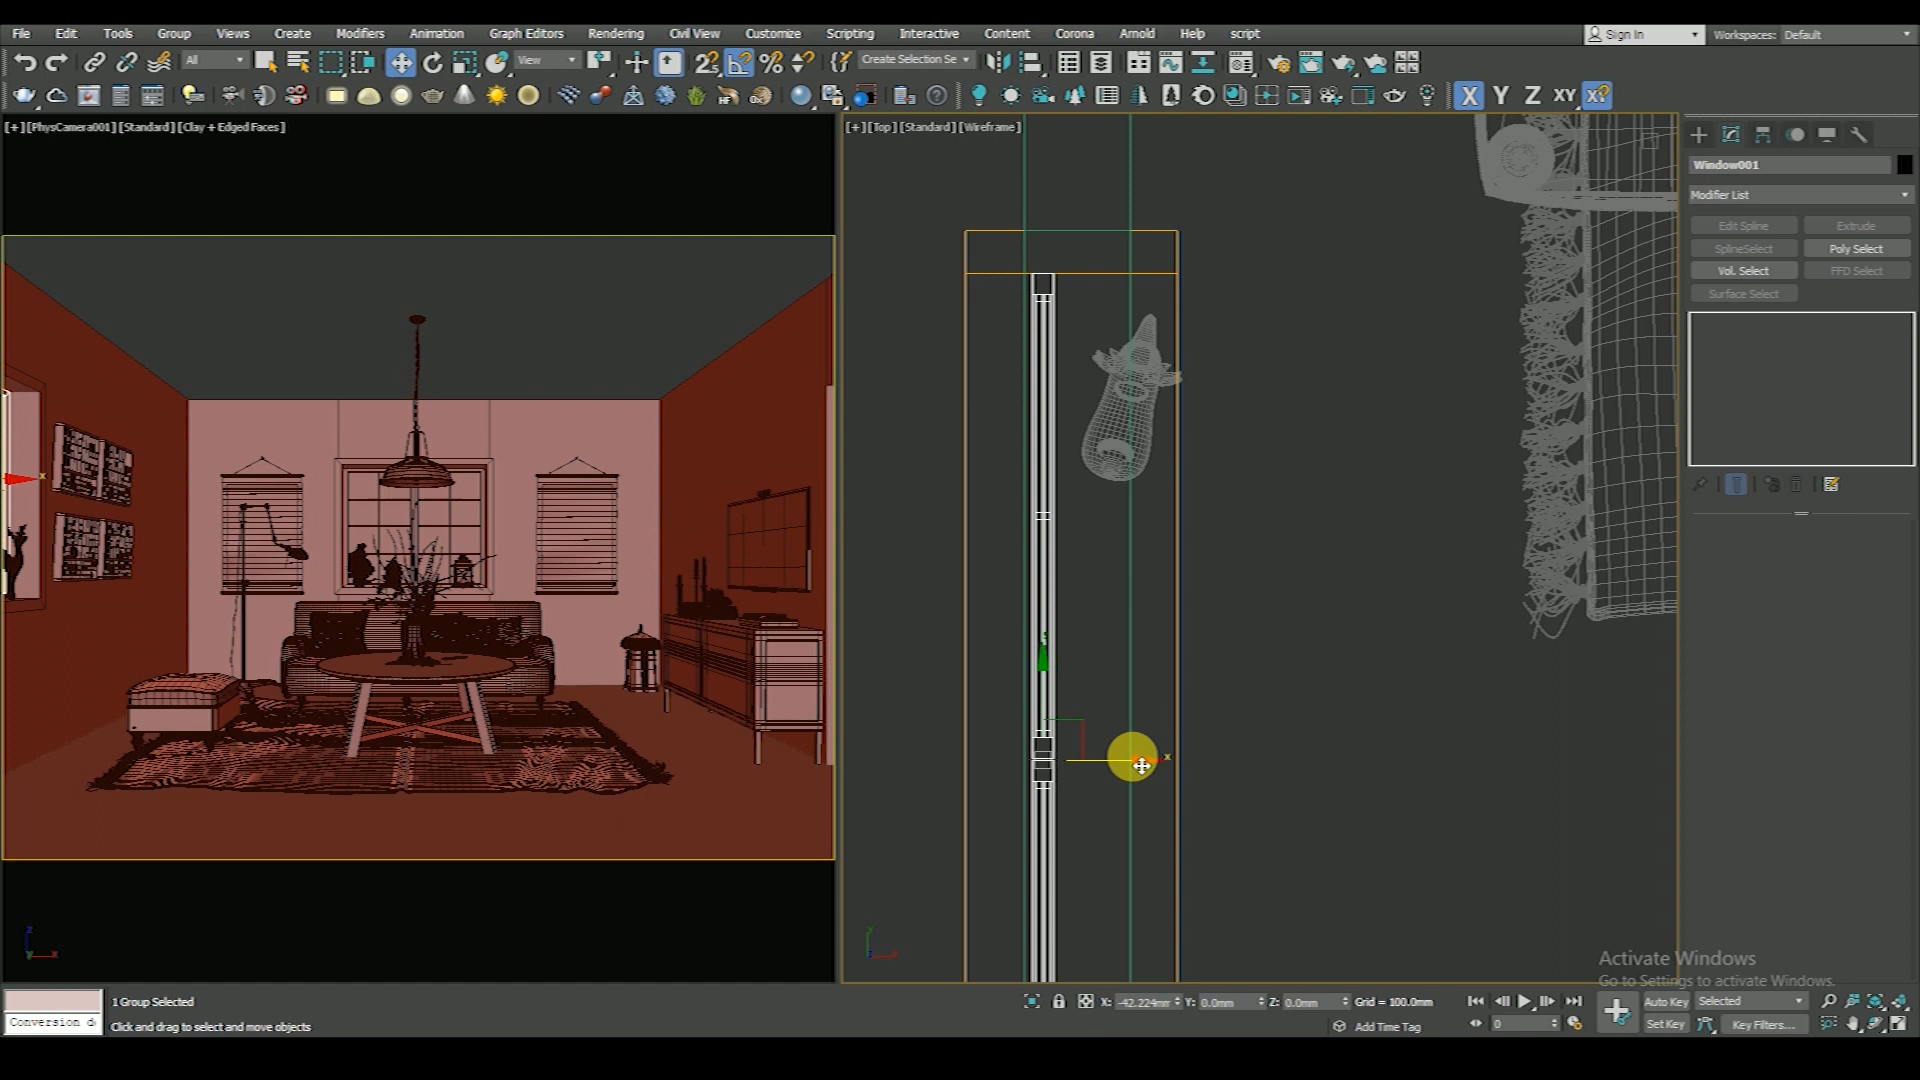 File Edit Tools Group Views Create Modifiers Animation Graph Editors Rendering Civil View Customize Scripting Interactive Content Corona Arnold Help script Sign In Workspaces: Default
All View Create Selection Se
X Y Z XY
[+][PhysCamera001][Standard][Clay + Edged Faces]
[+][Top][Standard][Wireframe]
Window001
Modifier List
Edit Spline Extrude
SplineSelect Poly Select
Vol. Select FFD Select
Surface Select
Activate Windows
Go to Settings to activate Windows.
1 Group Selected X: -42.224mm Y: 0.0mm Z: 0.0mm Grid = 100.0mm Auto Key Selected
Conversion d Click and drag to select and move objects Add Time Tag 0 Set Key Key Filters...